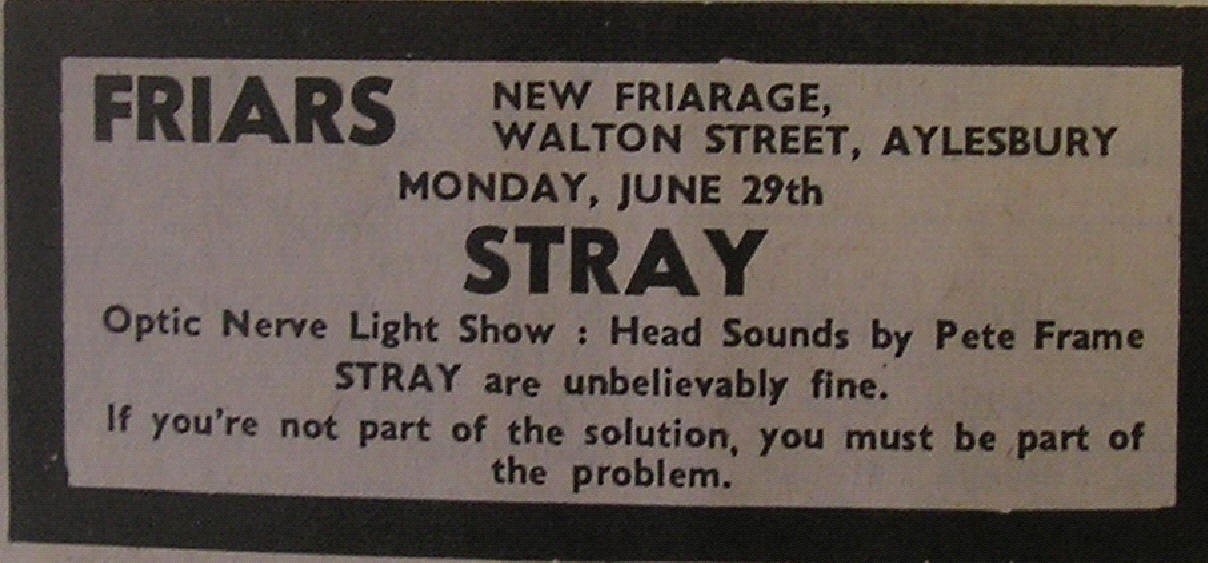 FRIARS
NEW FRIARAGE,
WALTON STREET, AYLESBURY
MONDAY, JUNE 29th
STRAY
Optic Nerve Light Show : Head Sounds by Pete Frame
STRAY are unbelievably fine.
If you're not part of the solution, you must be part of
the problem.